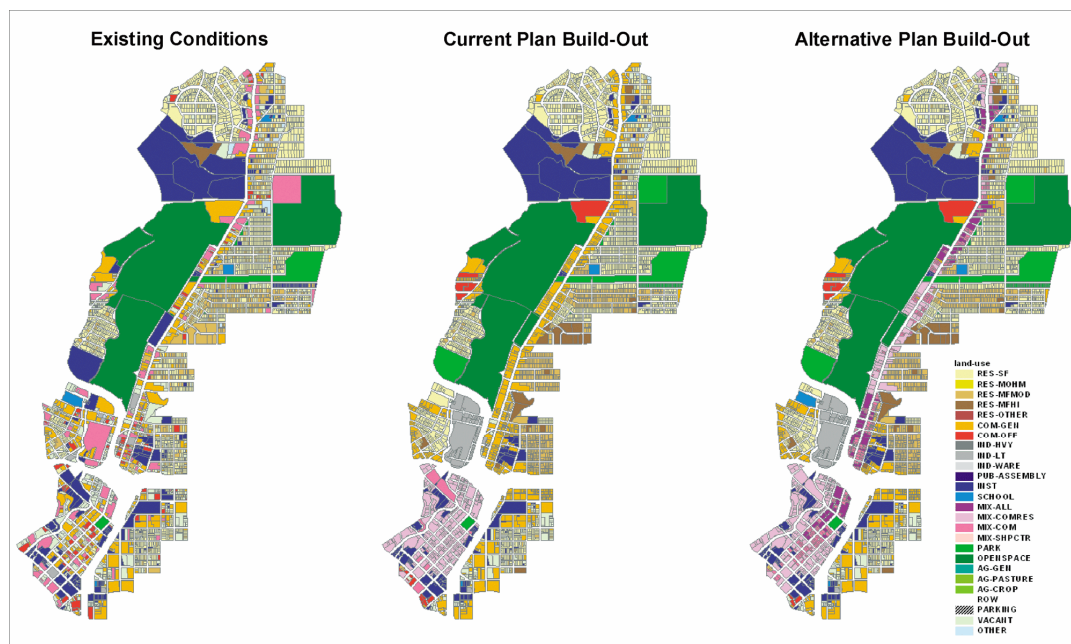 Existing Conditions
Current Plan Build-Out
Alternative Plan Build-Out
land-use
RES-SF
RES-MOHM
RES-MFMOD
RES-MFHI
RES-OTHER
COM-GEN
COM-OFF
IND-HVY
IND-LT
IND-WARE
PUB-ASSEMBLY
INST
SCHOOL
MIX-ALL
MIX-COMRES
MIX-COM
MIX-SHPCTR
PARK
OPENSPACE
AG-GEN
AG-PASTURE
AG-CROP
ROW
PARKING
VACANT
OTHER